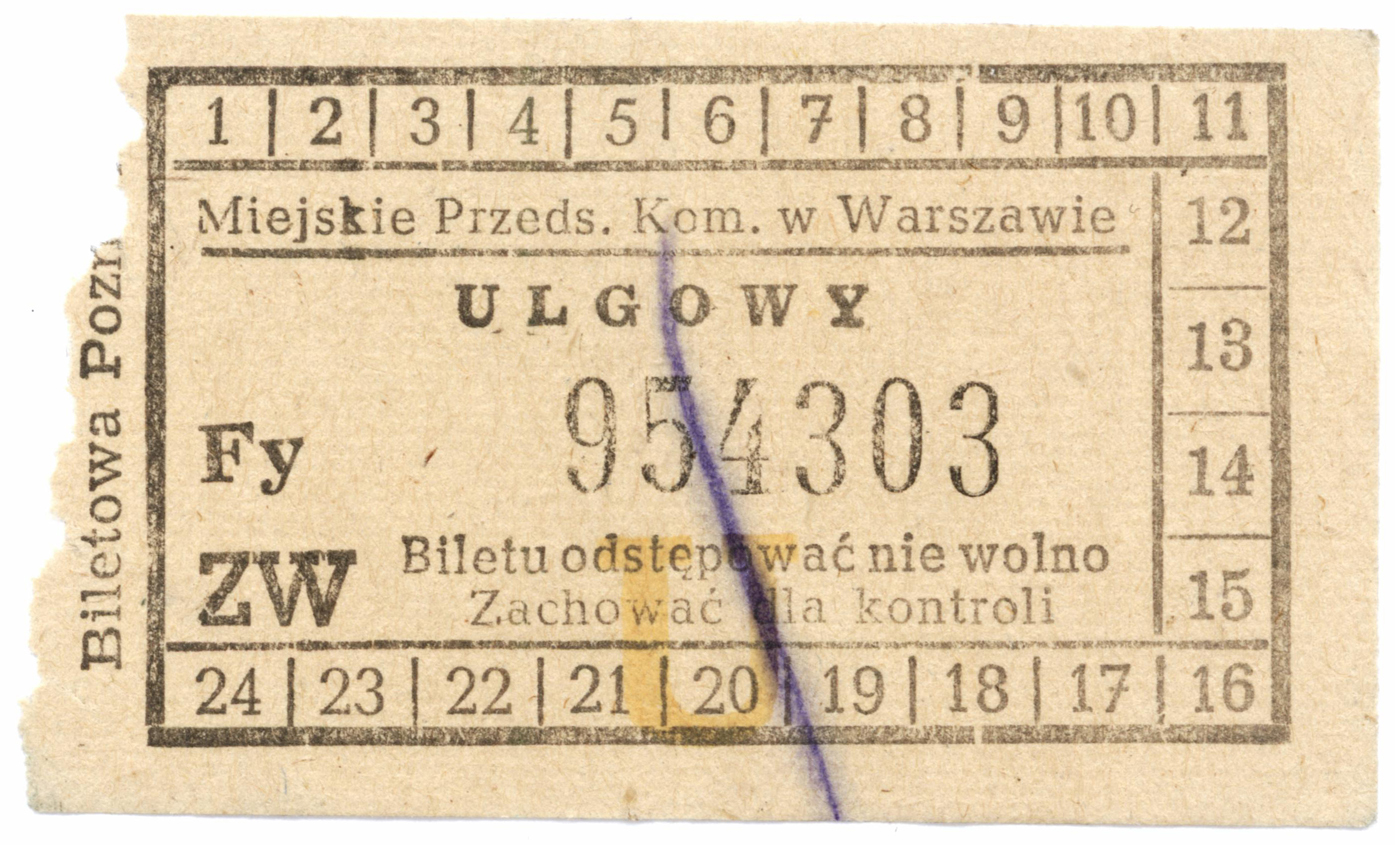 1 | 2 | 3 | 4 | 5 | 6 | 7 | 8 | 9 | 10 | 11
Miejskie Przeds. Kom. w Warszawie
12
ULGOWY
13
954303
Fy
14
ZW
Biletu odstępować nie wolno
Zachować dla kontroli
15
24 | 23 | 22 | 21 | 20 | 19 | 18 | 17 | 16
U
Biletowa Pozn